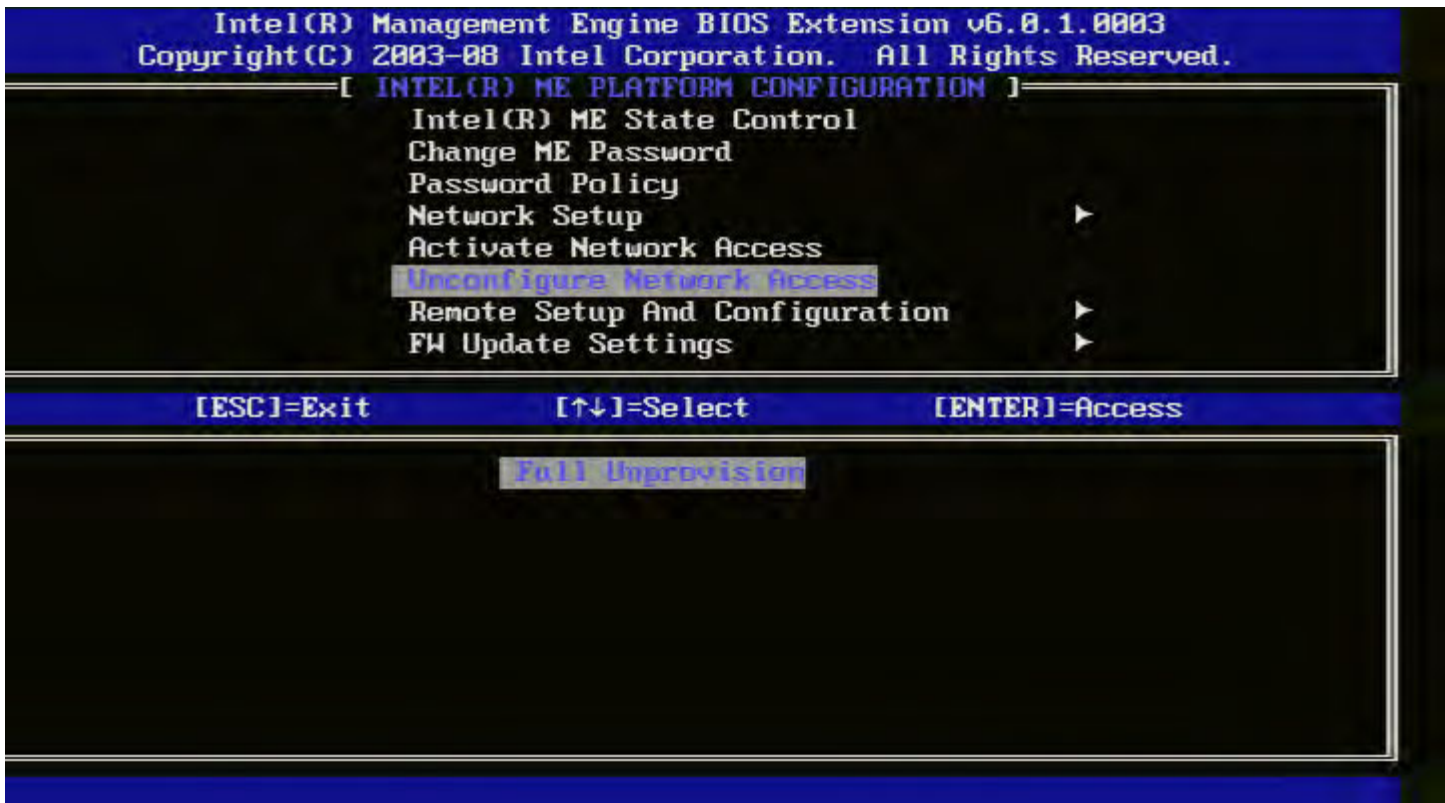 Intel(R) Management Engine BIOS Extension v6.0.1.0003
Copyright(C) 2003-08 Intel Corporation. All Rights Reserved.
[ INTEL(R) ME PLATFORM CONFIGURATION ]
Intel(R) ME State Control
Change ME Password
Password Policy
Network Setup ►
Activate Network Access
Unconfigure Network Access
Remote Setup And Configuration ►
FW Update Settings ►
[ESC]=Exit [↑↓]=Select [ENTER]=Access
Full Unprovision